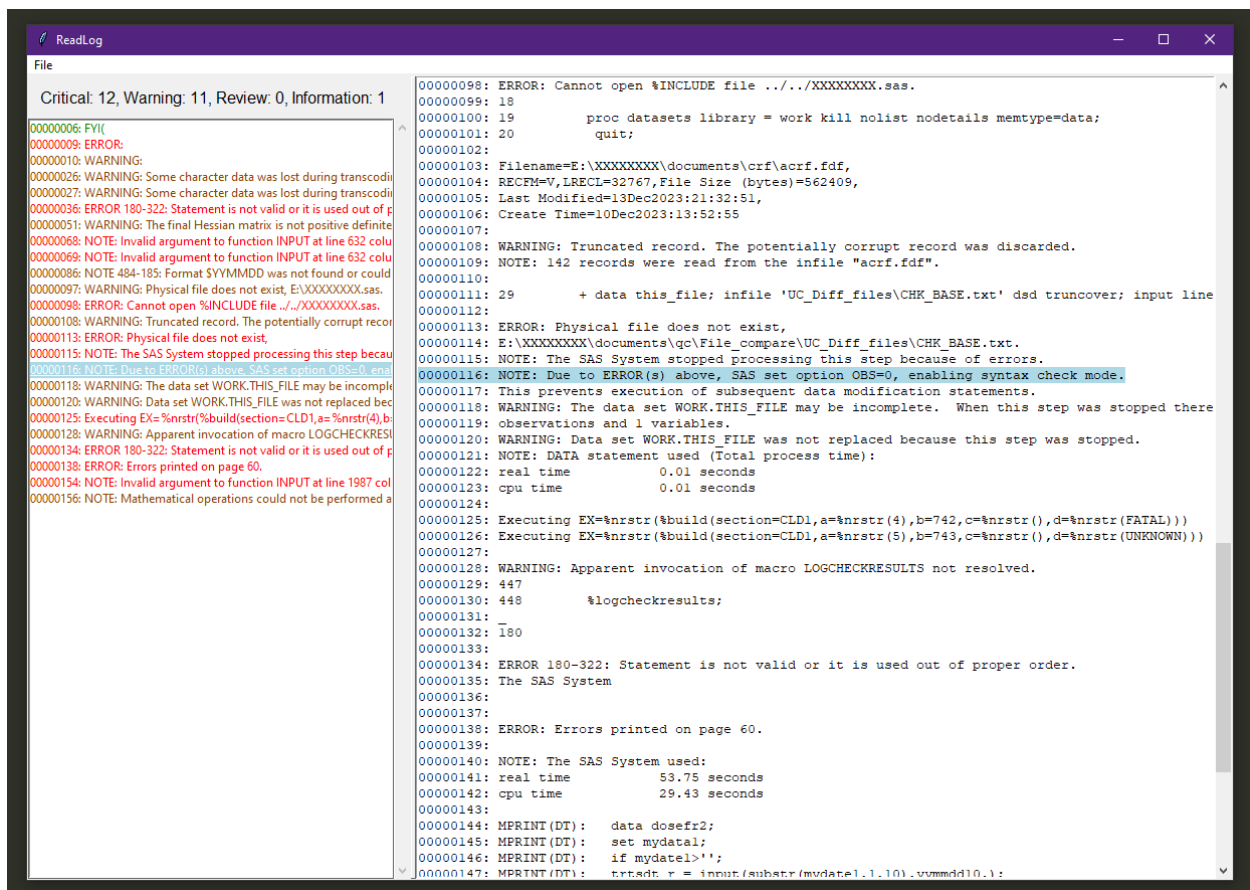 ReadLog
File
Critical: 12, Warning: 11, Review: 0, Information: 1
00000006: FYI(
00000009: ERROR:
00000010: WARNING:
00000026: WARNING: Some character data was lost during transcodi
00000027: WARNING: Some character data was lost during transcodi
00000036: ERROR 180-322: Statement is not valid or it is used out of p
00000051: WARNING: The final Hessian matrix is not positive definite
00000068: NOTE: Invalid argument to function INPUT at line 632 colu
00000069: NOTE: Invalid argument to function INPUT at line 632 colu
00000086: NOTE 484-185: Format $YYMMDD was not found or could
00000097: WARNING: Physical file does not exist, E:\XXXXXXXX.sas.
00000098: ERROR: Cannot open %INCLUDE file ../../XXXXXXXX.sas.
00000108: WARNING: Truncated record. The potentially corrupt recor
00000113: ERROR: Physical file does not exist,
00000115: NOTE: The SAS System stopped processing this step becau
00000116: NOTE: Due to ERROR(s) above, SAS set option OBS=0, enal
00000118: WARNING: The data set WORK.THIS_FILE may be incomple
00000120: WARNING: Data set WORK.THIS_FILE was not replaced bec
00000125: Executing EX=%nrstr(%build(section=CLD1,a=%nrstr(4),b=
00000128: WARNING: Apparent invocation of macro LOGCHECKRESU
00000134: ERROR 180-322: Statement is not valid or it is used out of p
00000138: ERROR: Errors printed on page 60.
00000154: NOTE: Invalid argument to function INPUT at line 1987 col
00000156: NOTE: Mathematical operations could not be performed a
00000098: ERROR: Cannot open %INCLUDE file ../../XXXXXXXX.sas.
00000099: 18
00000100: 19 proc datasets library = work kill nolist nodetails memtype=data;
00000101: 20 quit;
00000102:
00000103: Filename=E:\XXXXXXXX\documents\crf\acrf.fdf,
00000104: RECFM=V,LRECL=32767,File Size (bytes)=562409,
00000105: Last Modified=13Dec2023:21:32:51,
00000106: Create Time=10Dec2023:13:52:55
00000107:
00000108: WARNING: Truncated record. The potentially corrupt record was discarded.
00000109: NOTE: 142 records were read from the infile "acrf.fdf".
00000110:
00000111: 29 + data this_file; infile 'UC_Diff_files\CHK_BASE.txt' dsd truncover; input line
00000112:
00000113: ERROR: Physical file does not exist,
00000114: E:\XXXXXXXX\documents\qc\File_compare\UC_Diff_files\CHK_BASE.txt.
00000115: NOTE: The SAS System stopped processing this step because of errors.
00000116: NOTE: Due to ERROR(s) above, SAS set option OBS=0, enabling syntax check mode.
00000117: This prevents execution of subsequent data modification statements.
00000118: WARNING: The data set WORK.THIS_FILE may be incomplete. When this step was stopped there
00000119: observations and 1 variables.
00000120: WARNING: Data set WORK.THIS_FILE was not replaced because this step was stopped.
00000121: NOTE: DATA statement used (Total process time):
00000122: real time 0.01 seconds
00000123: cpu time 0.01 seconds
00000124:
00000125: Executing EX=%nrstr(%build(section=CLD1,a=%nrstr(4),b=742,c=%nrstr(),d=%nrstr(FATAL)))
00000126: Executing EX=%nrstr(%build(section=CLD1,a=%nrstr(5),b=743,c=%nrstr(),d=%nrstr(UNKNOWN)))
00000127:
00000128: WARNING: Apparent invocation of macro LOGCHECKRESULTS not resolved.
00000129: 447
00000130: 448 %logcheckresults;
00000131: _
00000132: 180
00000133:
00000134: ERROR 180-322: Statement is not valid or it is used out of proper order.
00000135: The SAS System
00000136:
00000137:
00000138: ERROR: Errors printed on page 60.
00000139:
00000140: NOTE: The SAS System used:
00000141: real time 53.75 seconds
00000142: cpu time 29.43 seconds
00000143:
00000144: MPRINT(DT): data dosefr2;
00000145: MPRINT(DT): set mydata1;
00000146: MPRINT(DT): if mydate1>'';
00000147: MPRINT(DT): trtsdt_r = input(substr(mydate1,1,10),yymmdd10.);